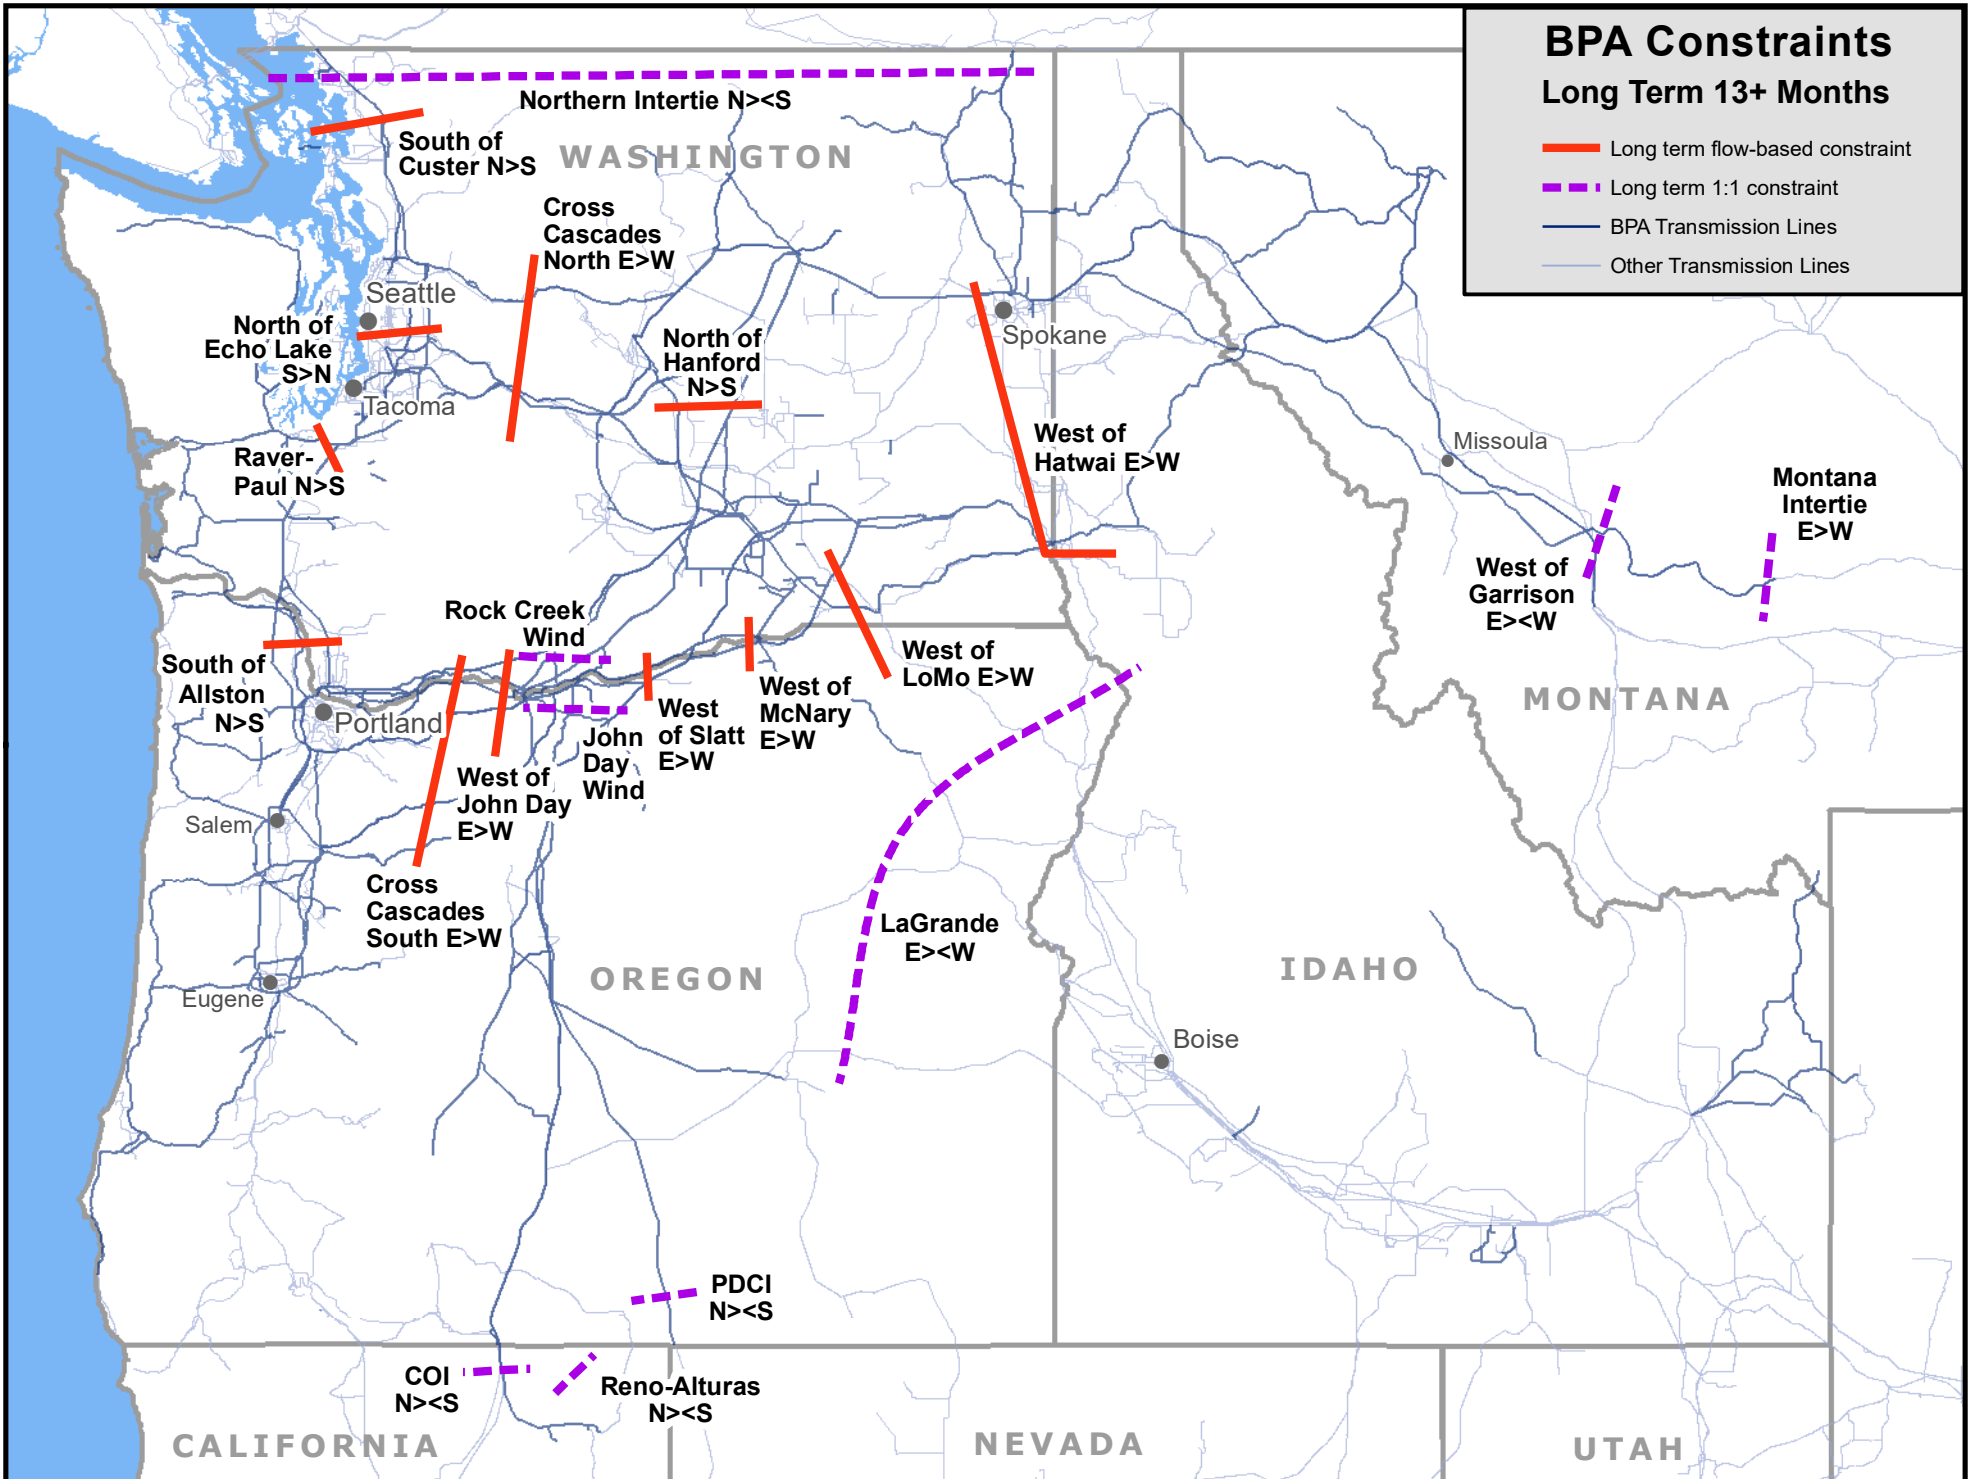 BPA Constraints
Long Term 13+ Months
Long term flow-based constraint
Long term 1:1 constraint
BPA Transmission Lines
Other Transmission Lines
Northern Intertie N><S
South of
Custer N>S
WASHINGTON
Cross
Cascades
North E>W
Seattle
North of
Echo Lake
S>N
Tacoma
North of
Hanford
N>S
Spokane
Raver-
Paul N>S
West of
Hatwai E>W
Missoula
Montana
Intertie
E>W
West of
Garrison
E><W
Rock Creek
Wind
South of
Allston
N>S
Portland
West of
LoMo E>W
West of
McNary
E>W
West
of Slatt
E>W
John
Day
Wind
West of
John Day
E>W
MONTANA
Salem
Cross
Cascades
South E>W
LaGrande
E><W
OREGON
IDAHO
Eugene
Boise
PDCI
N><S
COI
N><S
Reno-Alturas
N><S
CALIFORNIA
NEVADA
UTAH